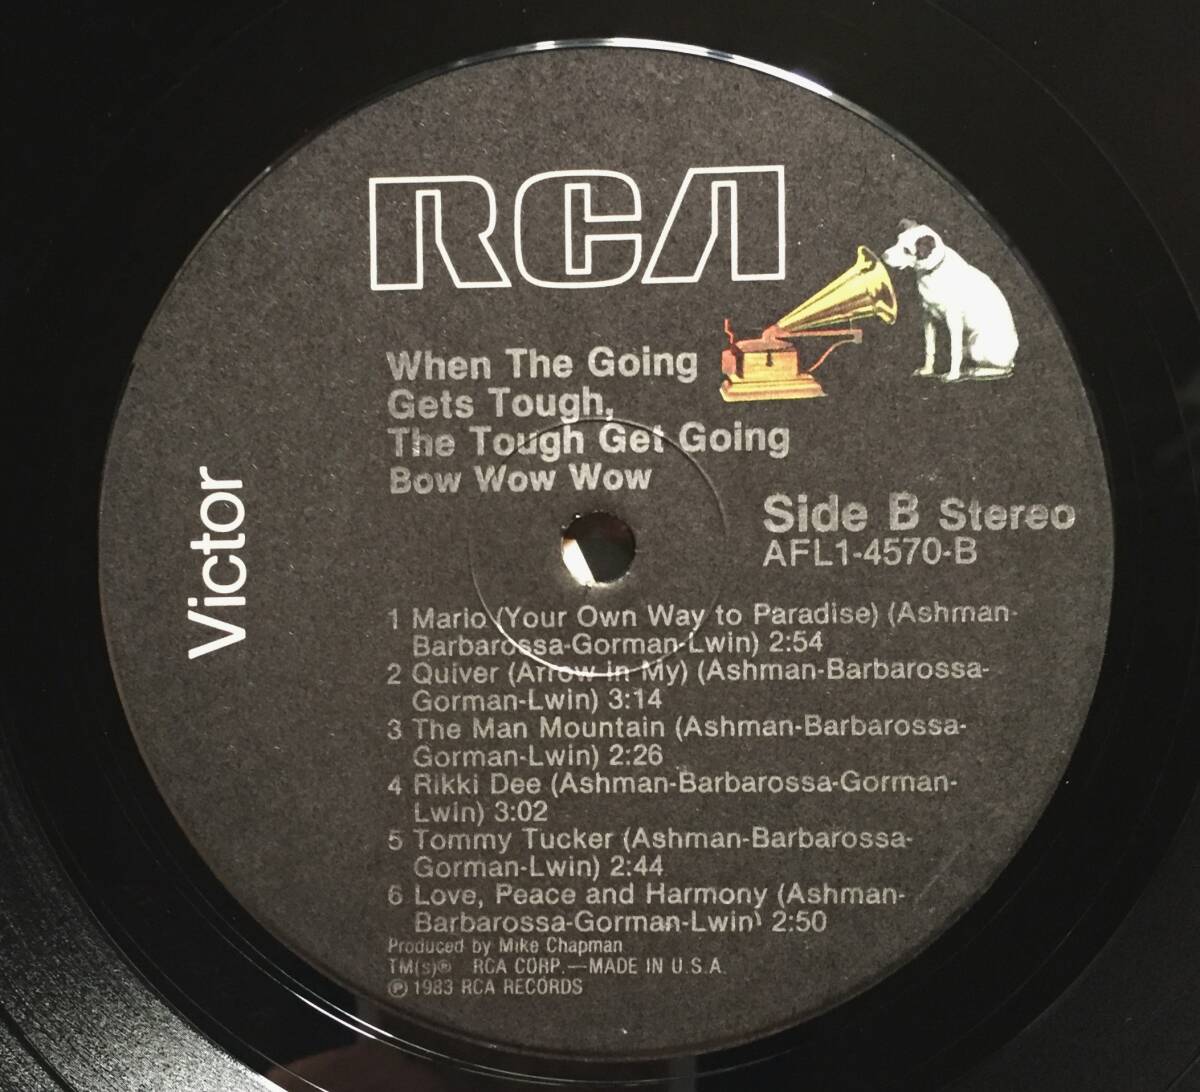 RCA
When The Going
Gets Tough,
The Tough Get Going
Bow Wow Wow
Victor
Side B Stereo
AFL1-4570-B
1 Mario (Your Own Way to Paradise) (Ashman-
Barbarossa-Gorman-Lwin) 2:54
2 Quiver (Arrow in My) (Ashman-Barbarossa-
Gorman-Lwin) 3:14
3 The Man Mountain (Ashman-Barbarossa-
Gorman-Lwin) 2:26
4 Rikki Dee (Ashman-Barbarossa-Gorman-
Lwin) 3:02
5 Tommy Tucker (Ashman-Barbarossa-
Gorman-Lwin) 2:44
6 Love, Peace and Harmony (Ashman-
Barbarossa-Gorman-Lwin) 2:50
Produced by Mike Chapman
TM(s)® RCA CORP.—MADE IN U.S.A.
℗ 1983 RCA RECORDS